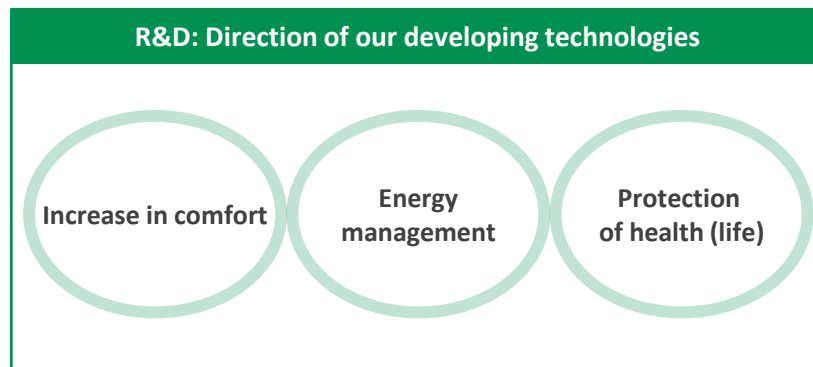 R&D: Direction of our developing technologies
Increase in comfort
Energy
management
Protection
of health (life)